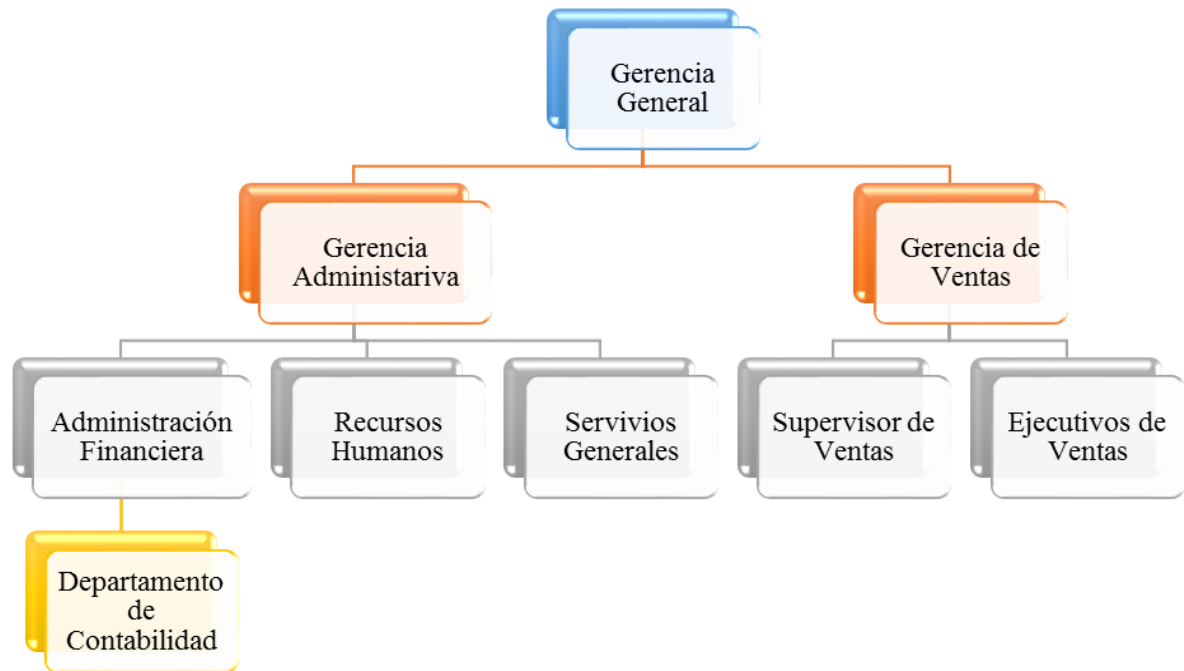 Gerencia
General
Gerencia
Administariva
Gerencia de
Ventas
Administración
Financiera
Recursos
Humanos
Servivios
Generales
Supervisor de
Ventas
Ejecutivos de
Ventas
Departamento
de
Contabilidad